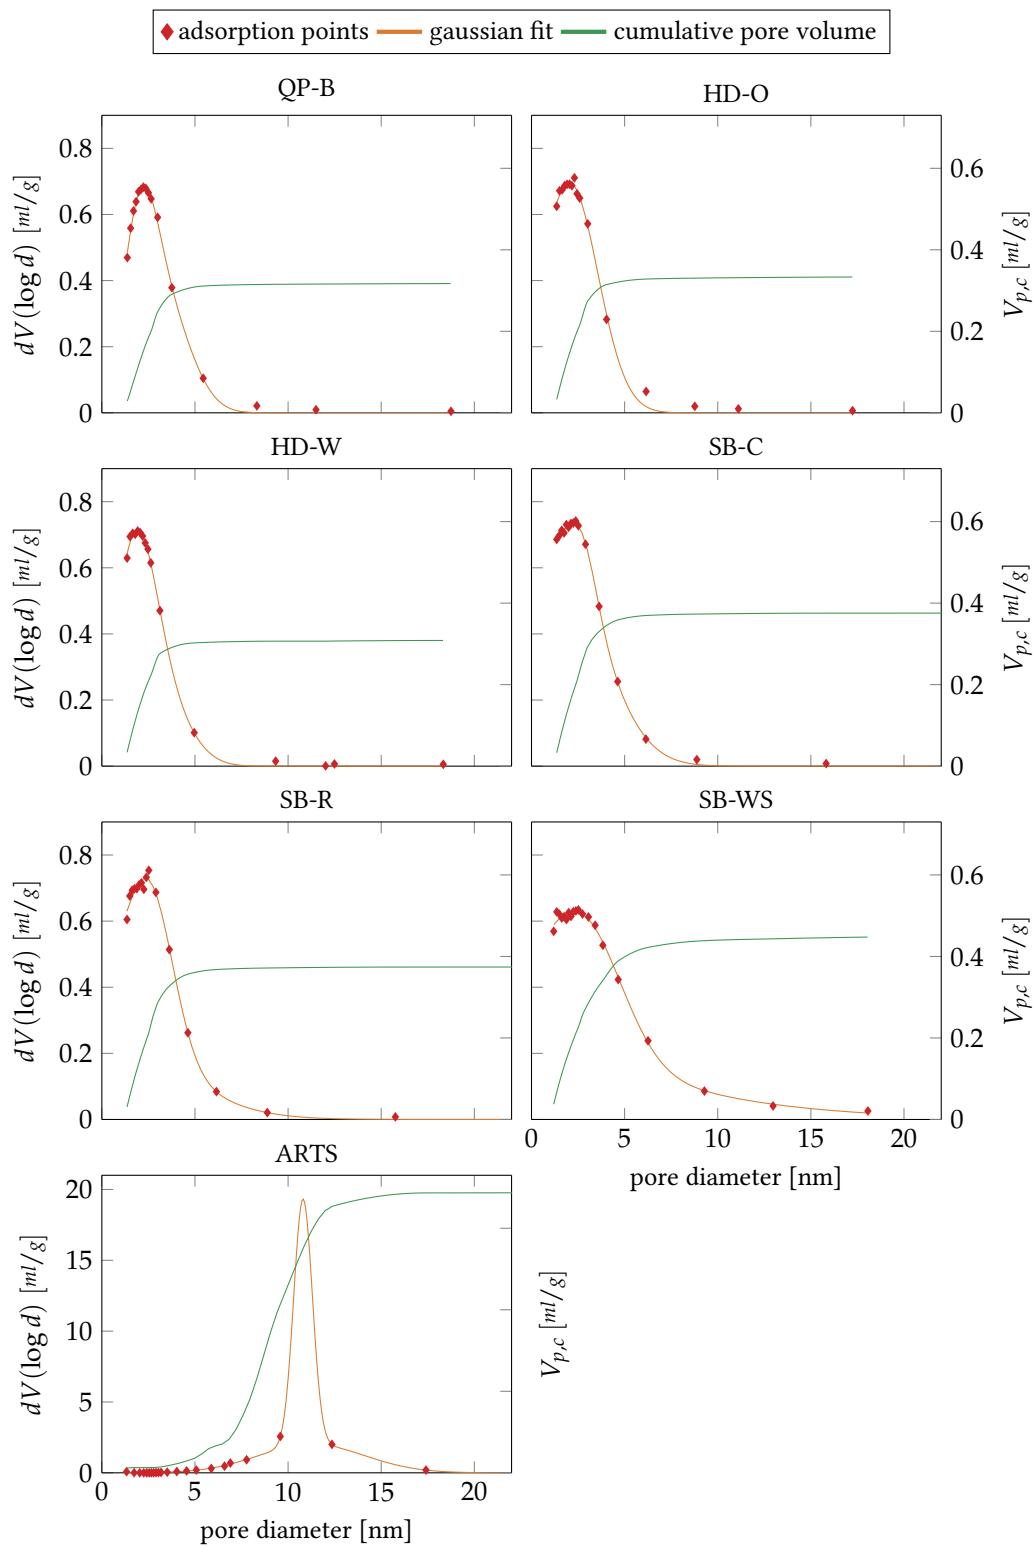 adsorption points gaussian fit cumulative pore volume
QP-B
HD-O
0.8
0.6
0.4
0.2
0
dV(log d) [ml/g]
0.6
0.4
0.2
0
V_{p,c} [ml/g]
HD-W
SB-C
0.8
0.6
0.4
0.2
0
dV(log d) [ml/g]
0.6
0.4
0.2
0
V_{p,c} [ml/g]
SB-R
SB-WS
0.8
0.6
0.4
0.2
0
dV(log d) [ml/g]
0.6
0.4
0.2
0
V_{p,c} [ml/g]
0 5 10 15 20
pore diameter [nm]
ARTS
20
15
10
5
0
dV(log d) [ml/g]
V_{p,c} [ml/g]
0 5 10 15 20
pore diameter [nm]